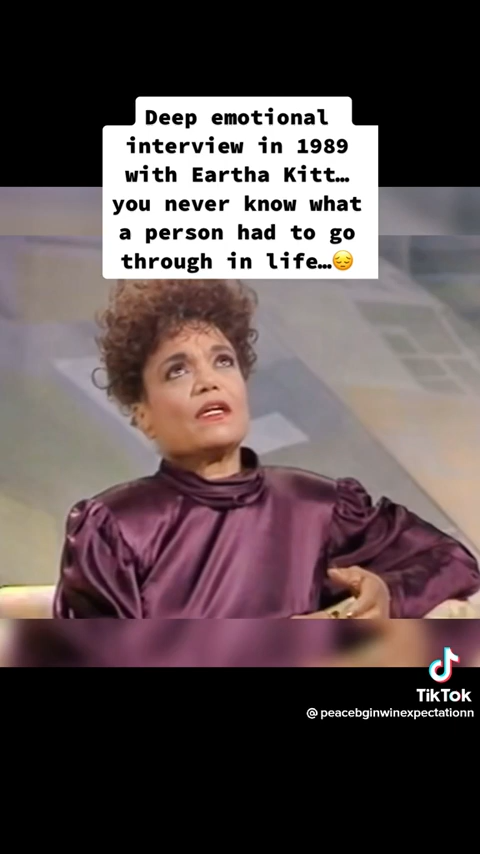 Deep emotional
interview in 1989
with Eartha Kitt…
you never know what
a person had to go
through in life…😔
TikTok
@ peacebginwinexpectationn